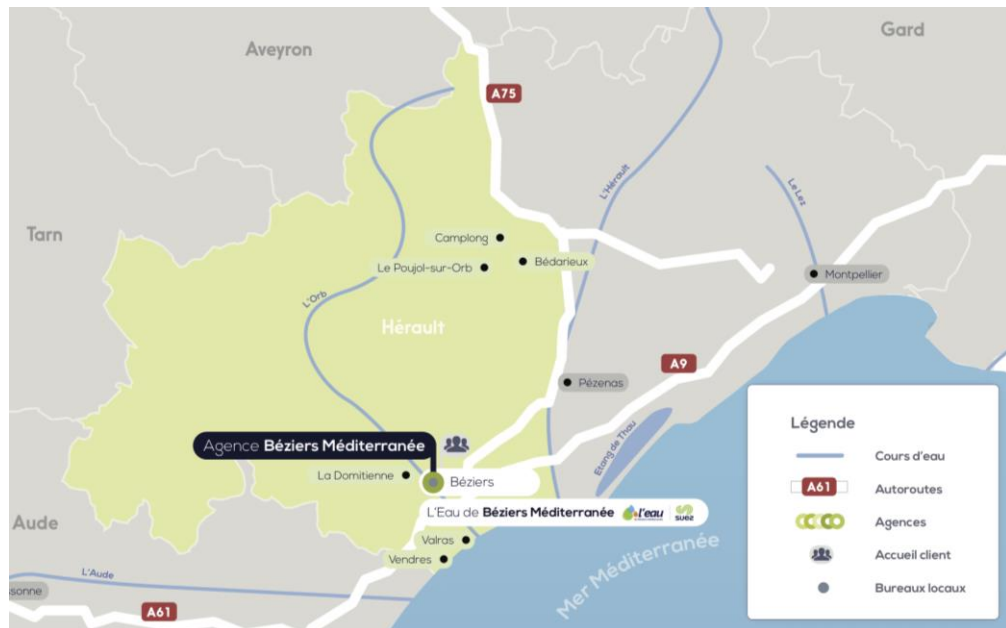 Aveyron
Gard
A75
L'Hérault
Le Lez
Tarn
Camplong
Bédarieux
Le Poujol-sur-Orb
Montpellier
L'Orb
Hérault
A9
Pézenas
Légende
Cours d'eau
A61
Autoroutes
Agences
Accueil client
Bureaux locaux
Etang de Thau
Agence Béziers Méditerranée
La Domitienne
Béziers
L'Eau de Béziers Méditerranée l'eau suez
Aude
Valras
Vendres
Mer Méditerranée
L'Aude
ssonne
A61